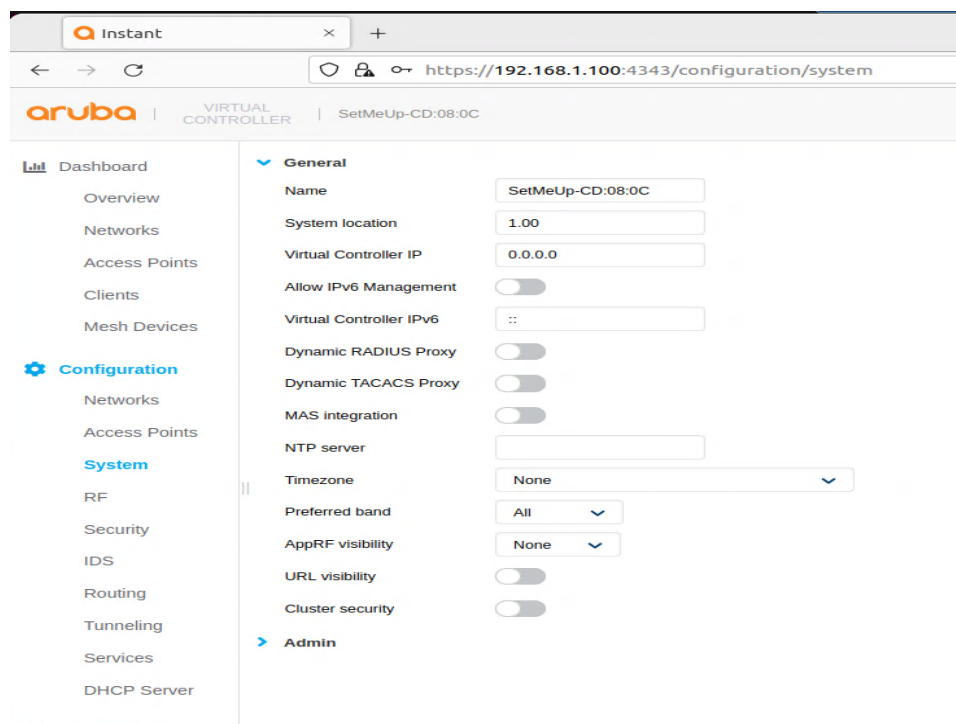 Instant
https://192.168.1.100:4343/configuration/system
aruba
VIRTUAL
CONTROLLER
SetMeUp-CD:08:0C
Dashboard
Overview
Networks
Access Points
Clients
Mesh Devices
Configuration
Networks
Access Points
System
RF
Security
IDS
Routing
Tunneling
Services
DHCP Server
General
Name SetMeUp-CD:08:0C
System location 1.00
Virtual Controller IP 0.0.0.0
Allow IPv6 Management
Virtual Controller IPv6 ::
Dynamic RADIUS Proxy
Dynamic TACACS Proxy
MAS integration
NTP server
Timezone None
Preferred band All
AppRF visibility None
URL visibility
Cluster security
Admin